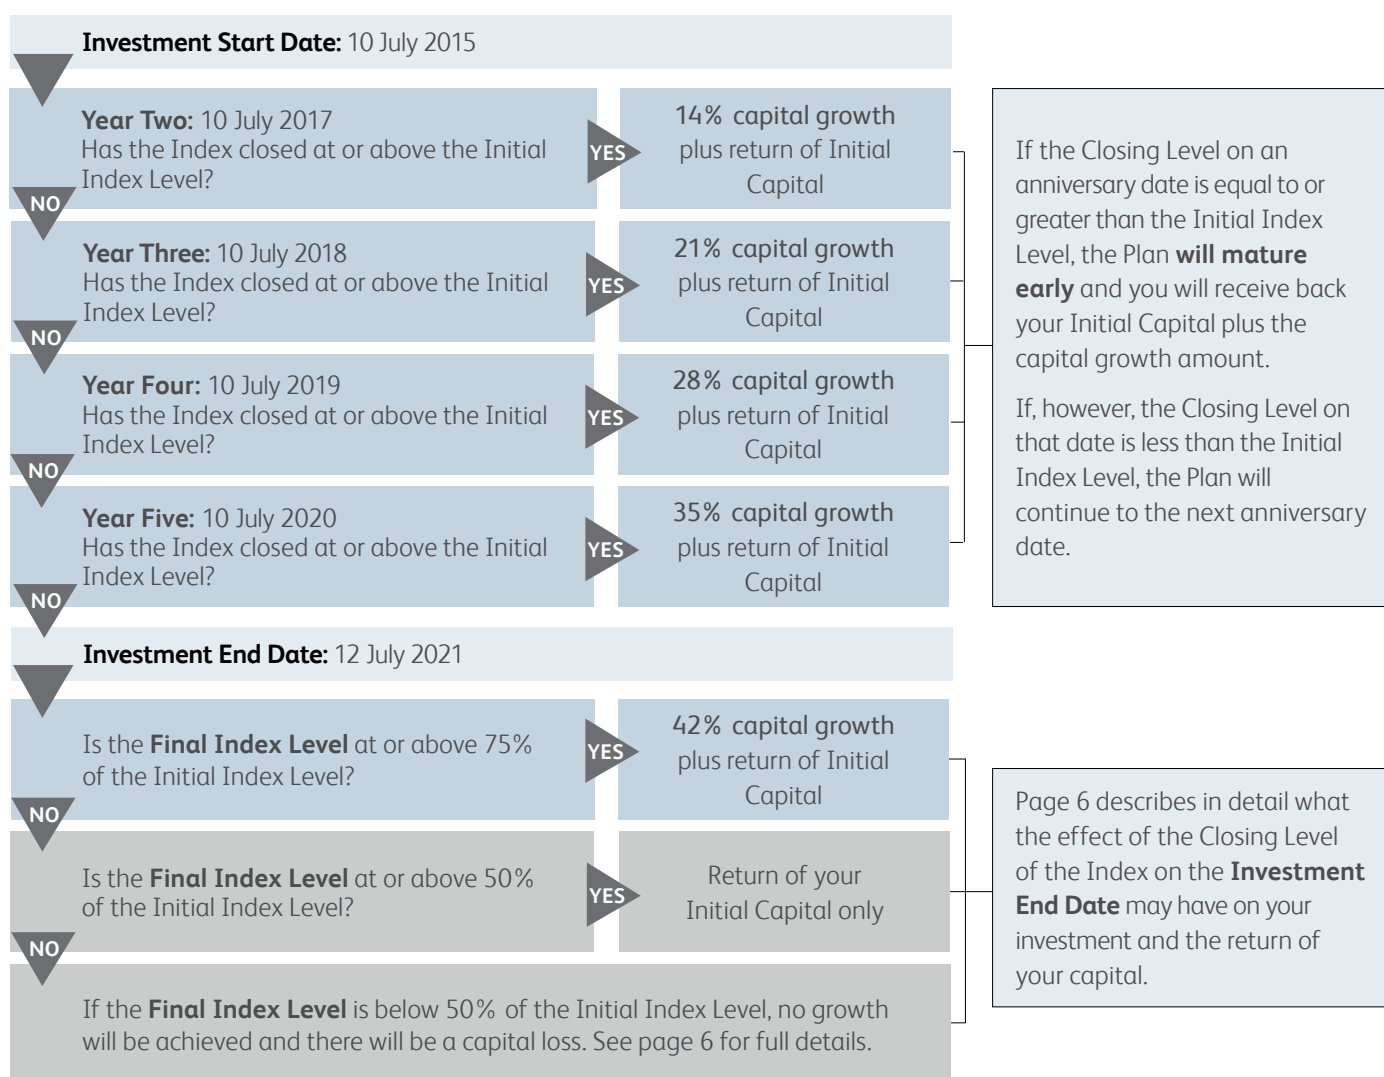 Investment Start Date: 10 July 2015
Year Two: 10 July 2017
Has the Index closed at or above the Initial
Index Level?
YES
14% capital growth
plus return of Initial
Capital
NO
Year Three: 10 July 2018
Has the Index closed at or above the Initial
Index Level?
YES
21% capital growth
plus return of Initial
Capital
NO
Year Four: 10 July 2019
Has the Index closed at or above the Initial
Index Level?
YES
28% capital growth
plus return of Initial
Capital
NO
Year Five: 10 July 2020
Has the Index closed at or above the Initial
Index Level?
YES
35% capital growth
plus return of Initial
Capital
NO
If the Closing Level on an
anniversary date is equal to or
greater than the Initial Index
Level, the Plan will mature
early and you will receive back
your Initial Capital plus the
capital growth amount.
If, however, the Closing Level on
that date is less than the Initial
Index Level, the Plan will
continue to the next anniversary
date.
Investment End Date: 12 July 2021
Is the Final Index Level at or above 75%
of the Initial Index Level?
YES
42% capital growth
plus return of Initial
Capital
NO
Is the Final Index Level at or above 50%
of the Initial Index Level?
YES
Return of your
Initial Capital only
NO
If the Final Index Level is below 50% of the Initial Index Level, no growth
will be achieved and there will be a capital loss. See page 6 for full details.
Page 6 describes in detail what
the effect of the Closing Level
of the Index on the Investment
End Date may have on your
investment and the return of
your capital.